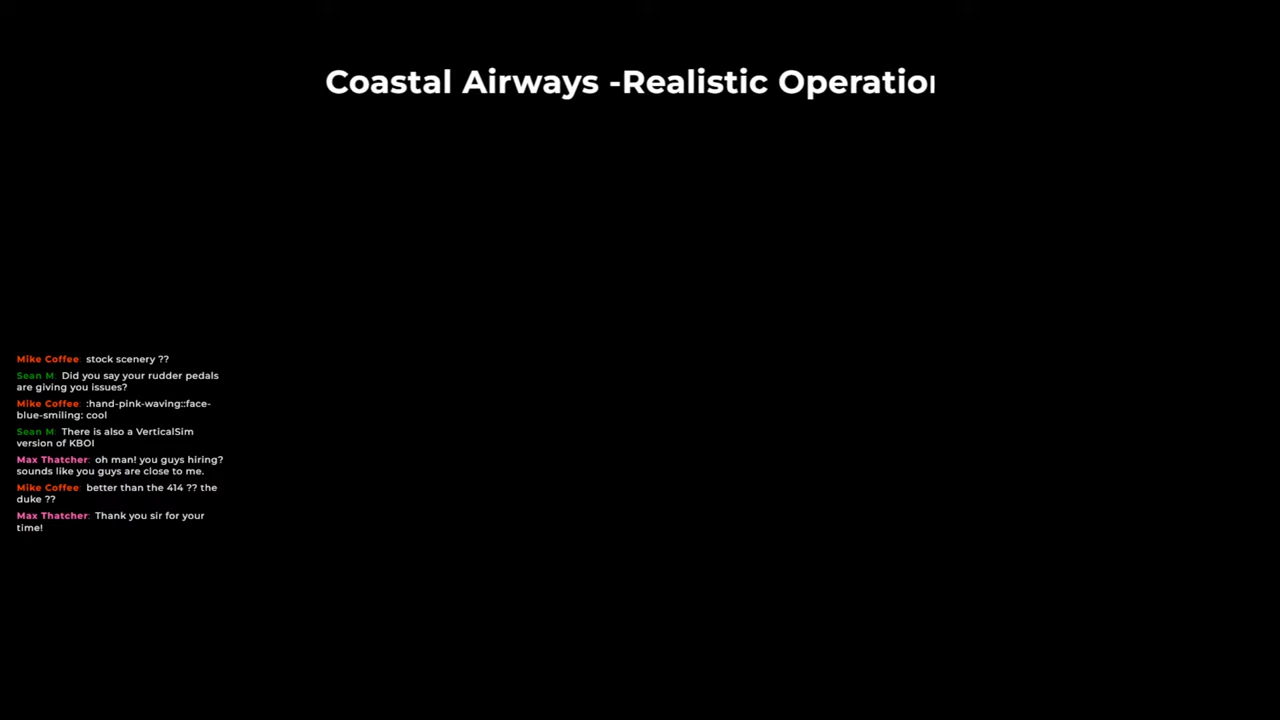 Coastal Airways -Realistic Operation
Mike Coffee: stock scenery ??
Sean M: Did you say your rudder pedals
are giving you issues?
Mike Coffee: :hand-pink-waving::face-
blue-smiling: cool
Sean M: There is also a VerticalSim
version of KBOI
Max Thatcher: oh man! you guys hiring?
sounds like you guys are close to me.
Mike Coffee: better than the 414 ?? the
duke ??
Max Thatcher: Thank you sir for your
time!